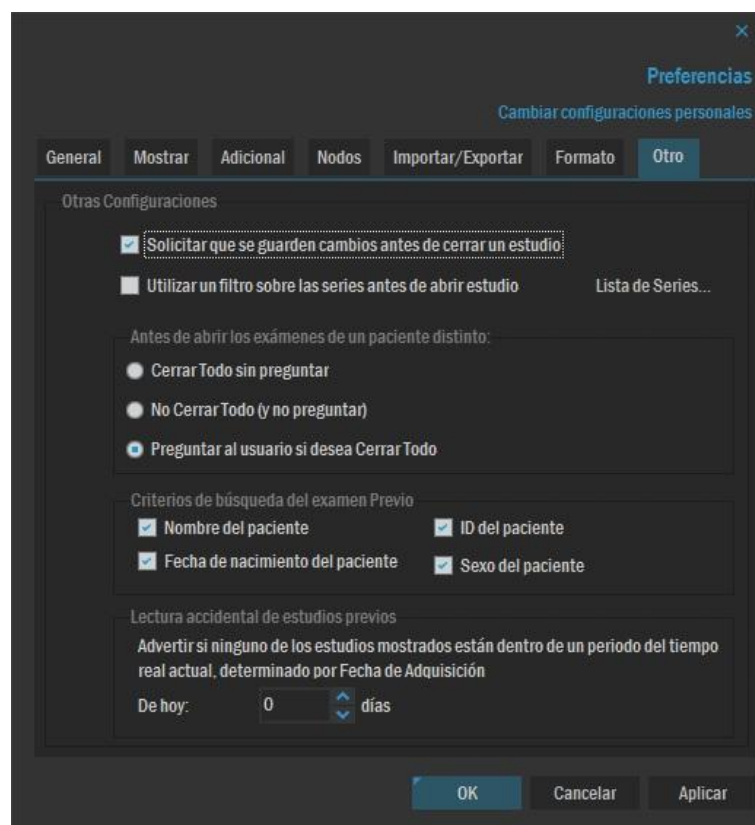 Preferencias
Cambiar configuraciones personales
General Mostrar Adicional Nodos Importar/Exportar Formato Otro
Otras Configuraciones
Solicitar que se guarden cambios antes de cerrar un estudio
Utilizar un filtro sobre las series antes de abrir estudio Lista de Series...
Antes de abrir los exámenes de un paciente distinto:
Cerrar Todo sin preguntar
No Cerrar Todo (y no preguntar)
Preguntar al usuario si desea Cerrar Todo
Criterios de búsqueda del examen Previo
Nombre del paciente ID del paciente
Fecha de nacimiento del paciente Sexo del paciente
Lectura accidental de estudios previos
Advertir si ninguno de los estudios mostrados están dentro de un periodo del tiempo
real actual, determinado por Fecha de Adquisición
De hoy: 0 días
OK Cancelar Aplicar